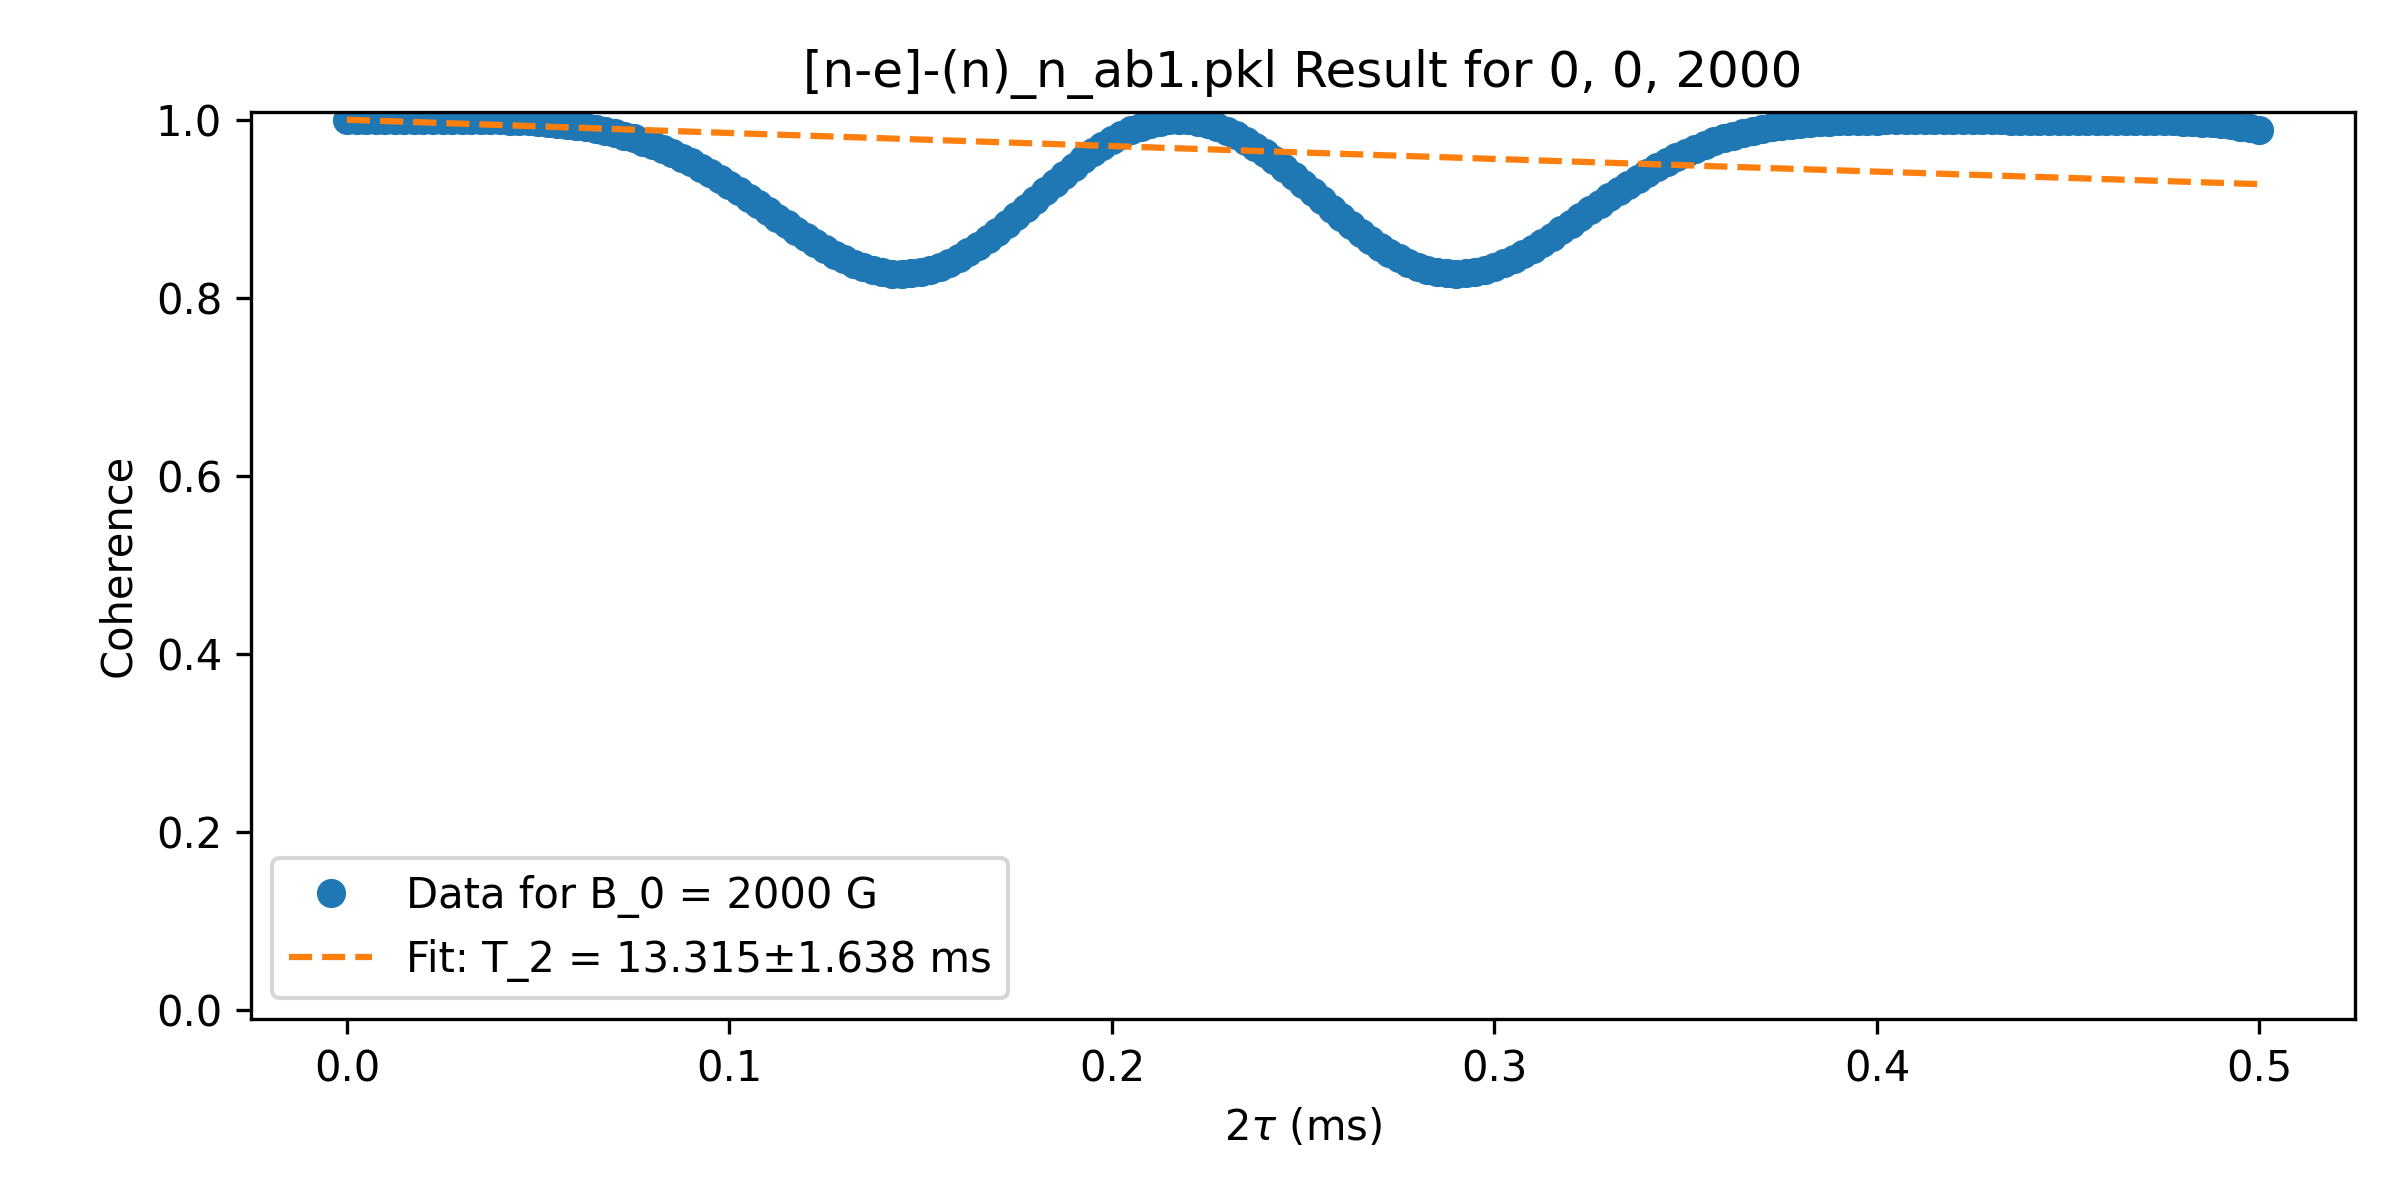 [n-e]-(n)_n_ab1.pkl Result for 0, 0, 2000
1.0
0.8
0.6
0.4
0.2
0.0
Coherence
Data for B_0 = 2000 G
Fit: T_2 = 13.315±1.638 ms
0.0 0.1 0.2 0.3 0.4 0.5
2τ (ms)